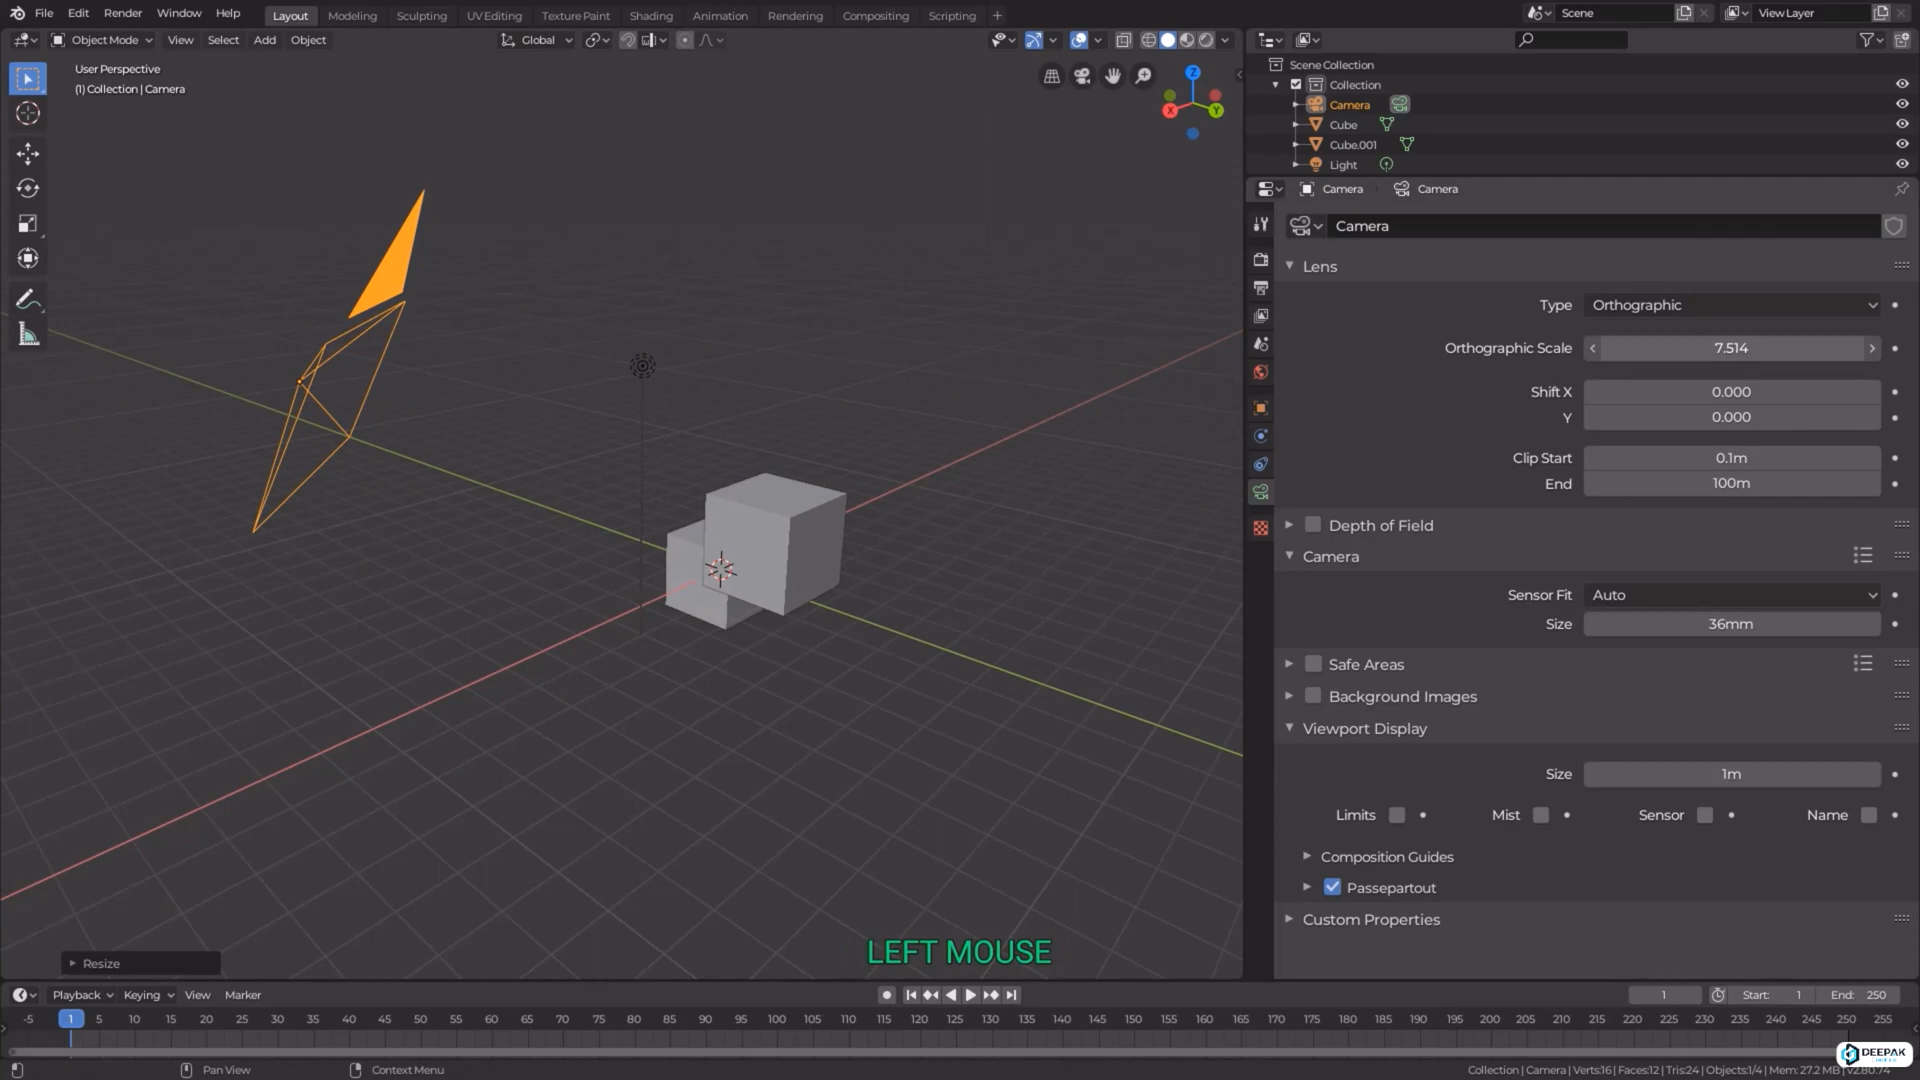 File Edit Render Window Help Layout Modeling Sculpting UV Editing Texture Paint Shading Animation Rendering Compositing Scripting + Scene View Layer
Object Mode View Select Add Object Global
User Perspective
(1) Collection | Camera
Z
X
Y
Scene Collection
Collection
Camera
Cube
Cube.001
Light
Camera Camera
Camera
Lens
Type Orthographic
Orthographic Scale 7.514
Shift X 0.000
Y 0.000
Clip Start 0.1m
End 100m
Depth of Field
Camera
Sensor Fit Auto
Size 36mm
Safe Areas
Background Images
Viewport Display
Size 1m
Limits Mist Sensor Name
Composition Guides
Passepartout
Custom Properties
LEFT MOUSE
Resize
Playback Keying View Marker 1 Start: 1 End: 250
-5 1 5 10 15 20 25 30 35 40 45 50 55 60 65 70 75 80 85 90 95 100 105 110 115 120 125 130 135 140 145 150 155 160 165 170 175 180 185 190 195 200 205 210 215 220 225 230 235 240 245 250 255
DEEPAK
Pan View Context Menu Collection | Camera | Verts:16 | Faces:12 | Tris:24 | Objects:1/4 | Mem: 27.2 MB | v2.80.74